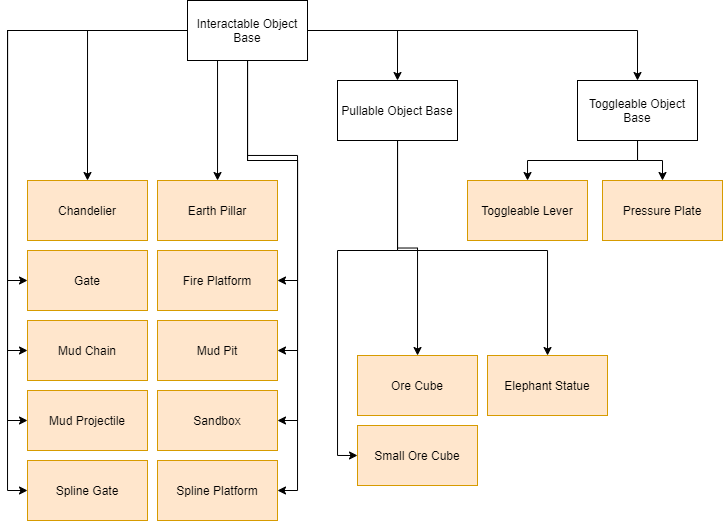 Interactable Object
Base
Pullable Object Base
Toggleable Object
Base
Chandelier
Earth Pillar
Toggleable Lever
Pressure Plate
Gate
Fire Platform
Mud Chain
Mud Pit
Ore Cube
Elephant Statue
Mud Projectile
Sandbox
Small Ore Cube
Spline Gate
Spline Platform